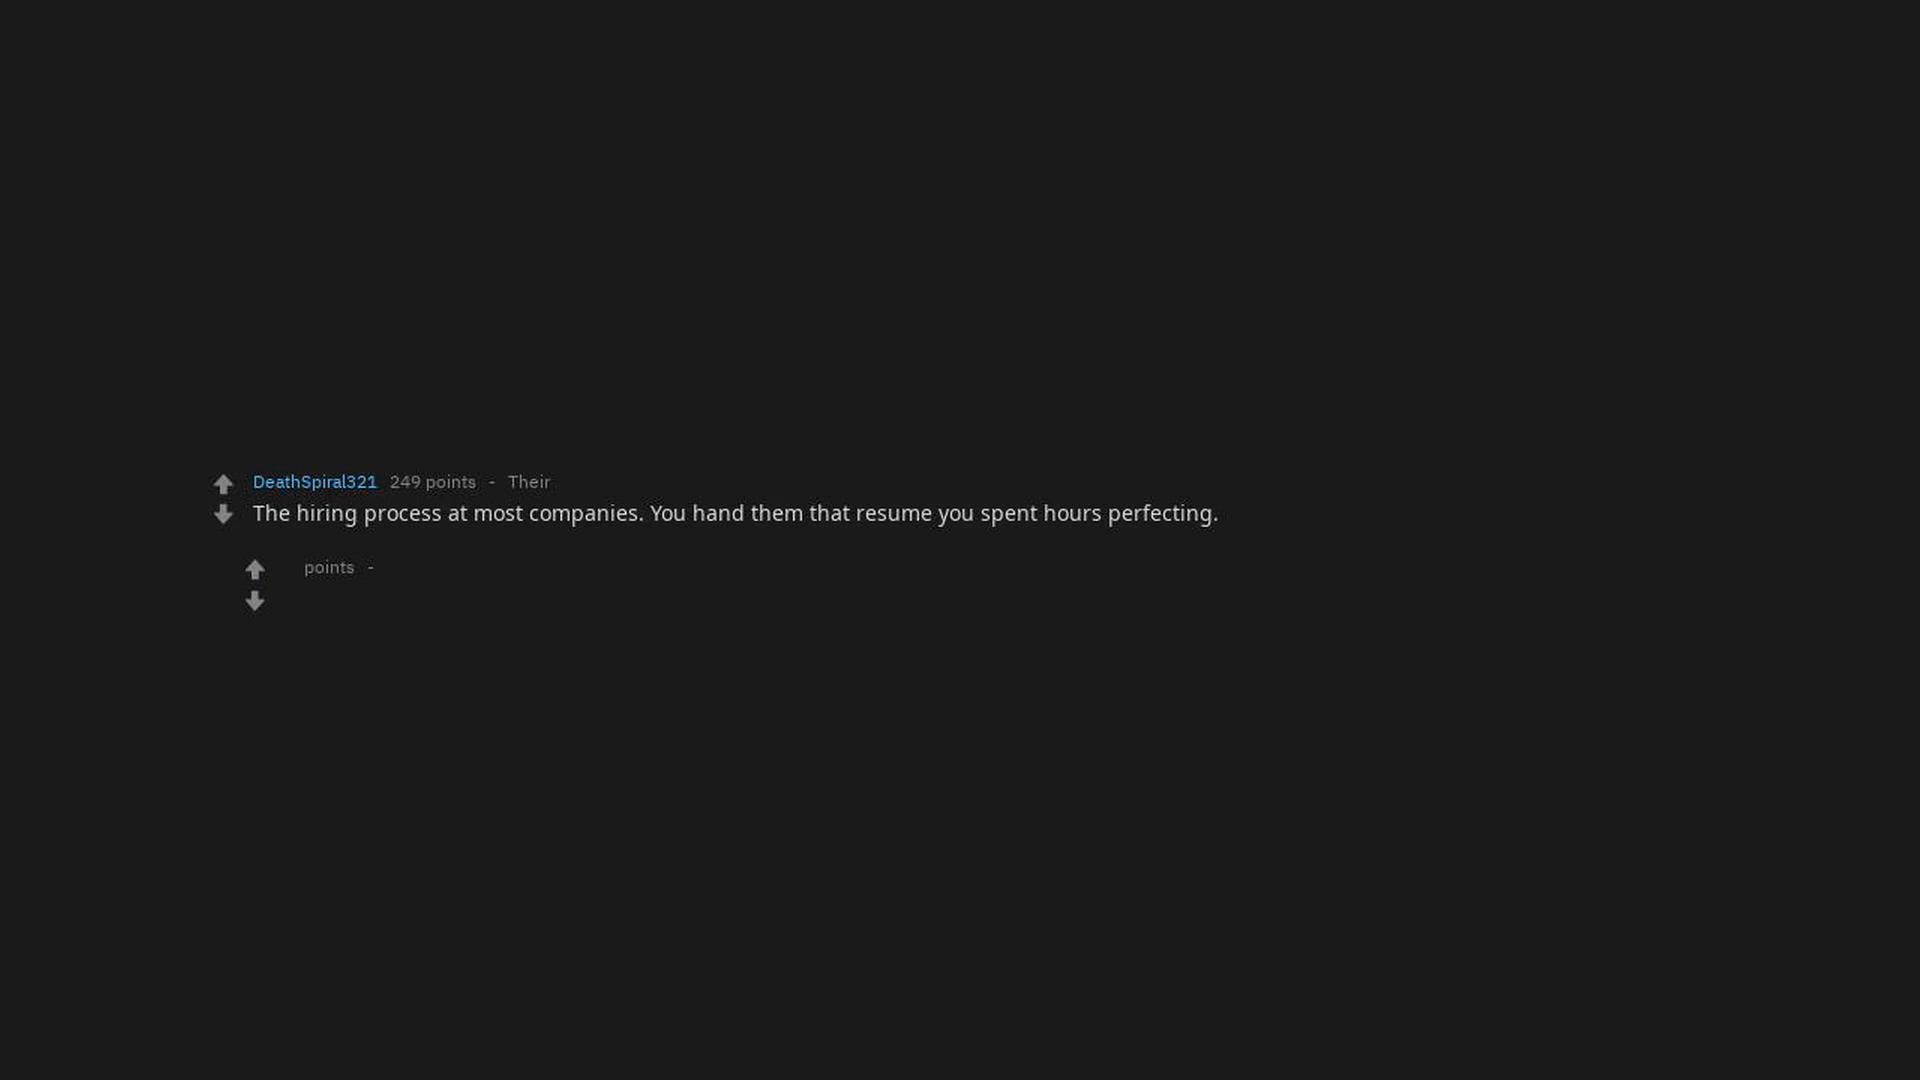 DeathSpiral321 249 points - Their
The hiring process at most companies. You hand them that resume you spent hours perfecting.
points -